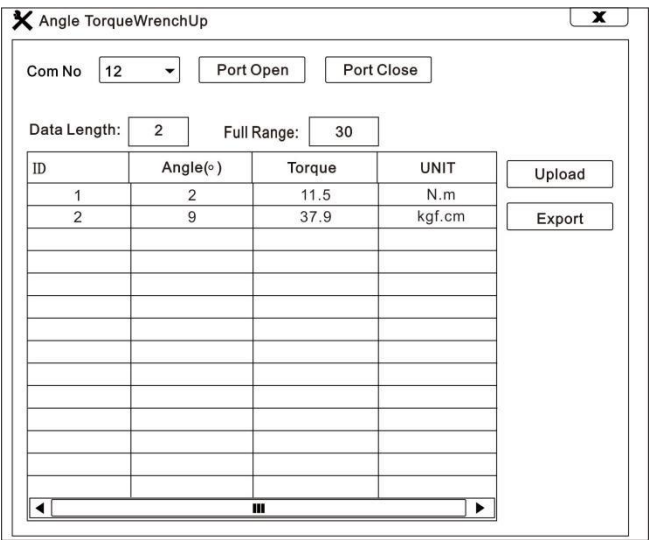 Angle TorqueWrenchUp X
Com No 12 Port Open Port Close
Data Length: 2 Full Range: 30
ID Angle(°) Torque UNIT Upload
1 2 11.5 N.m
2 9 37.9 kgf.cm Export